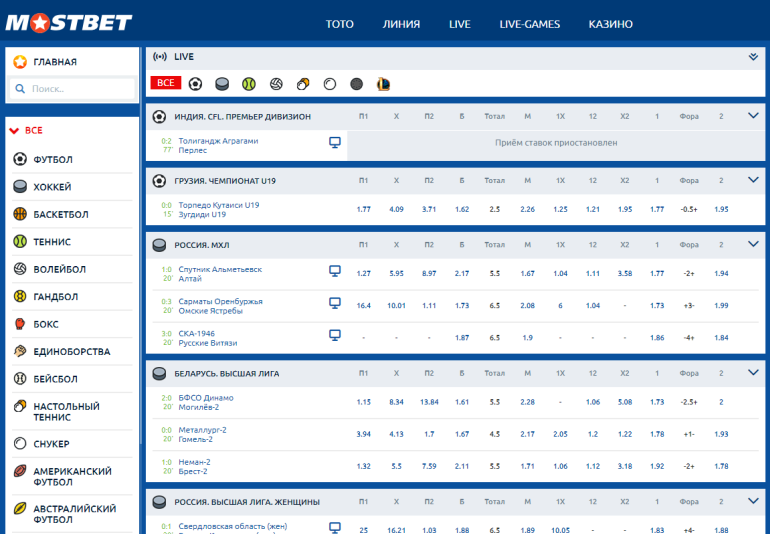 MOSTBET
ТОТО ЛИНИЯ LIVE LIVE-GAMES КАЗИНО
ГЛАВНАЯ
Поиск..
ВСЕ
ФУТБОЛ
ХОККЕЙ
БАСКЕТБОЛ
ТЕННИС
ВОЛЕЙБОЛ
ГАНДБОЛ
БОКС
ЕДИНОБОРСТВА
БЕЙСБОЛ
НАСТОЛЬНЫЙ
ТЕННИС
СНУКЕР
АМЕРИКАНСКИЙ
ФУТБОЛ
АВСТРАЛИЙСКИЙ
ФУТБОЛ
LIVE
ВСЕ
ИНДИЯ. CFL. ПРЕМЬЕР ДИВИЗИОН П1 X П2 Б Тотал М 1X 12 X2 1 Фора 2
0:2 Толигандж Аграгами
77' Перлес
Приём ставок приостановлен
ГРУЗИЯ. ЧЕМПИОНАТ U19 П1 X П2 Б Тотал М 1X 12 X2 1 Фора 2
0:0 Торпедо Кутаиси U19
15' Зугдиди U19
1.77 4.09 3.71 1.62 2.5 2.26 1.25 1.21 1.95 1.77 -0.5+ 1.95
РОССИЯ. МХЛ П1 X П2 Б Тотал М 1X 12 X2 1 Фора 2
1:0 Спутник Альметьевск
20' Алтай
1.27 5.95 8.97 2.17 5.5 1.67 1.04 1.11 3.58 1.77 -2+ 1.94
0:3 Сарматы Оренбуржья
20' Омские Ястребы
16.4 10.01 1.11 1.73 6.5 2.08 6 1.04 - 1.73 +3- 1.99
3:0 СКА-1946
20' Русские Витязи
- - - 1.87 6.5 1.9 - - - 1.86 -4+ 1.84
БЕЛАРУСЬ. ВЫСШАЯ ЛИГА П1 X П2 Б Тотал М 1X 12 X2 1 Фора 2
2:0 БФСО Динамо
20' Могилёв-2
1.15 8.34 13.84 1.61 5.5 2.28 - 1.06 5.08 1.73 -2.5+ 2
0:0 Металлург-2
20' Гомель-2
3.94 4.13 1.7 1.67 4.5 2.17 2.05 1.2 1.22 1.78 +1- 1.93
1:0 Неман-2
20' Брест-2
1.32 5.5 7.59 2.11 5.5 1.71 1.06 1.12 3.18 1.92 -2+ 1.78
РОССИЯ. ВЫСШАЯ ЛИГА. ЖЕНЩИНЫ П1 X П2 Б Тотал М 1X 12 X2 1 Фора 2
0:1 Свердловская область (жен)
25 16.21 1.03 1.88 6.5 1.89 10.05 - - 1.83 +4- 1.88